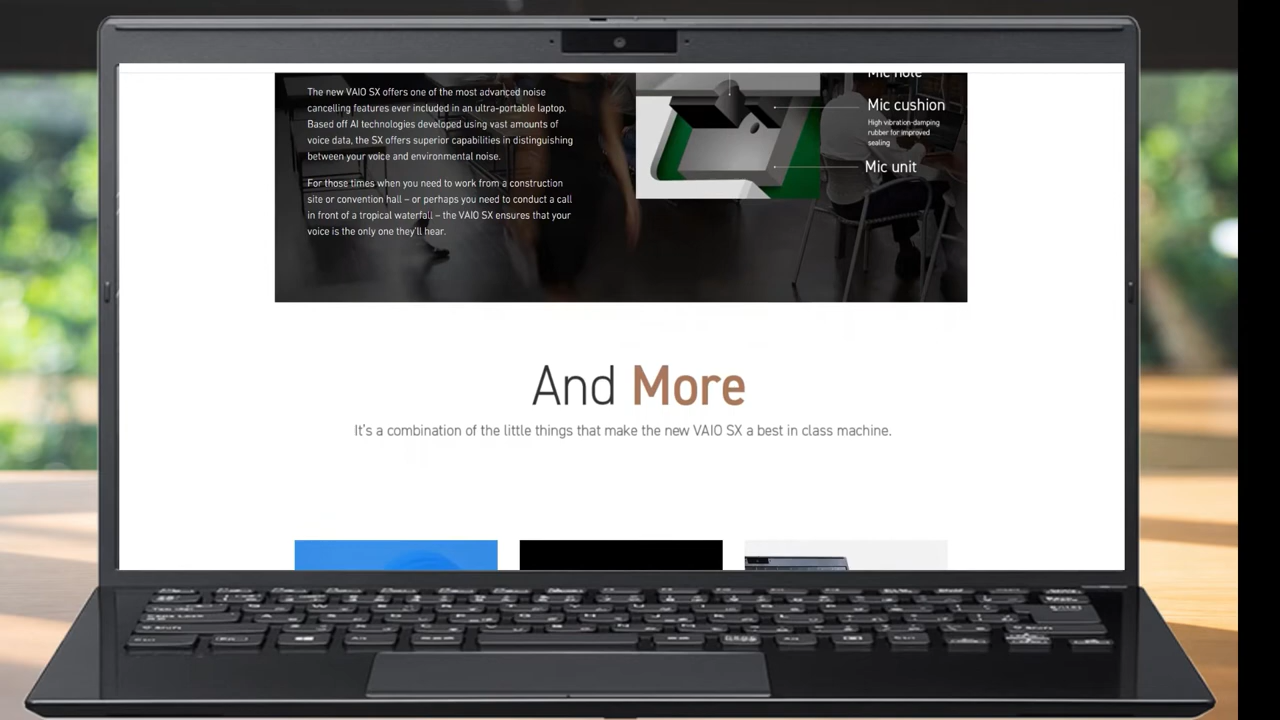 The new VAIO SX offers one of the most advanced noise
cancelling features ever included in an ultra-portable laptop.
Based off AI technologies developed using vast amounts of
voice data, the SX offers superior capabilities in distinguishing
between your voice and environmental noise.
For those times when you need to work from a construction
site or convention hall – or perhaps you need to conduct a call
in front of a tropical waterfall – the VAIO SX ensures that your
voice is the only one they'll hear.
Mic hole
Mic cushion
High vibration-damping
rubber for improved
sealing
Mic unit
And More
It's a combination of the little things that make the new VAIO SX a best in class machine.